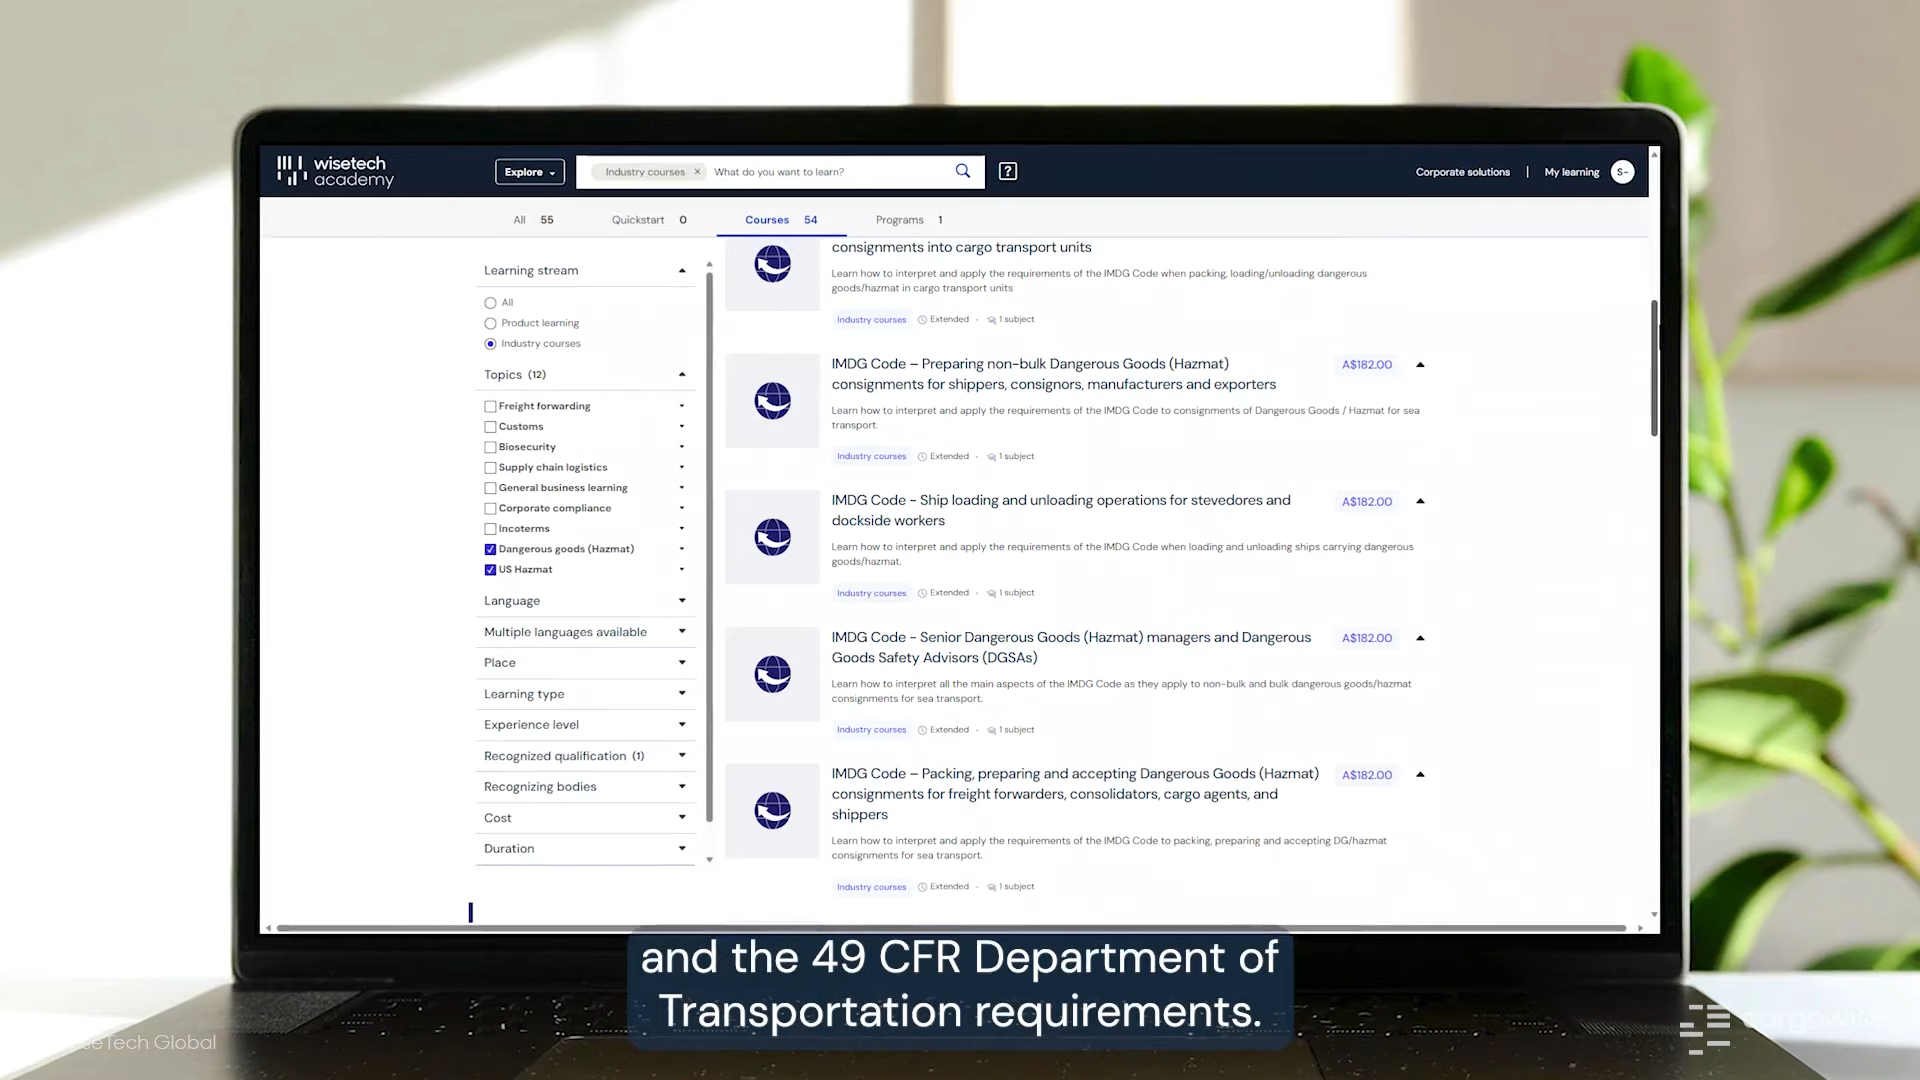 wisetech
academy
Explore
Industry courses × What do you want to learn?
?
Corporate solutions | My learning S-
All 55 Quickstart 0 Courses 54 Programs 1
Learning stream
All
Product learning
Industry courses
Topics (12)
Freight forwarding
Customs
Biosecurity
Supply chain logistics
General business learning
Corporate compliance
Incoterms
Dangerous goods (Hazmat)
US Hazmat
Language
Multiple languages available
Place
Learning type
Experience level
Recognized qualification (1)
Recognizing bodies
Cost
Duration
consignments into cargo transport units
Learn how to interpret and apply the requirements of the IMDG Code when packing, loading/unloading dangerous
goods/hazmat in cargo transport units
Industry courses Extended · 1 subject
IMDG Code – Preparing non-bulk Dangerous Goods (Hazmat)
consignments for shippers, consignors, manufacturers and exporters
A$182.00
Learn how to interpret and apply the requirements of the IMDG Code to consignments of Dangerous Goods / Hazmat for sea
transport.
Industry courses Extended · 1 subject
IMDG Code - Ship loading and unloading operations for stevedores and
dockside workers
A$182.00
Learn how to interpret and apply the requirements of the IMDG Code when loading and unloading ships carrying dangerous
goods/hazmat.
Industry courses Extended · 1 subject
IMDG Code - Senior Dangerous Goods (Hazmat) managers and Dangerous
Goods Safety Advisors (DGSAs)
A$182.00
Learn how to interpret all the main aspects of the IMDG Code as they apply to non-bulk and bulk dangerous goods/hazmat
consignments for sea transport.
Industry courses Extended · 1 subject
IMDG Code – Packing, preparing and accepting Dangerous Goods (Hazmat)
consignments for freight forwarders, consolidators, cargo agents, and
shippers
A$182.00
Learn how to interpret and apply the requirements of the IMDG Code to packing, preparing and accepting DG/hazmat
consignments for sea transport.
Industry courses Extended · 1 subject
and the 49 CFR Department of
Transportation requirements.
Global